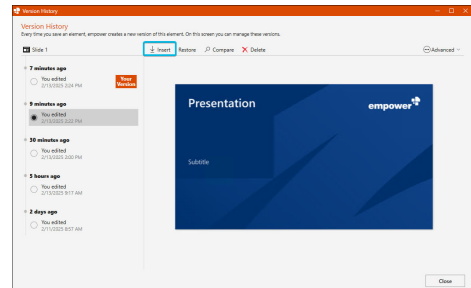 Version History
Version History
Every time you save an element, empower creates a new version of this element. On this screen you can manage these versions.
Slide 1
Insert Restore Compare Delete Advanced
7 minutes ago
You edited
2/13/2025 2:24 PM
Your
Version
9 minutes ago
You edited
2/13/2025 2:22 PM
30 minutes ago
You edited
2/13/2025 2:00 PM
5 hours ago
You edited
2/13/2025 9:17 AM
2 days ago
You edited
2/11/2025 8:57 AM
Presentation
empower
Subtitle
Close